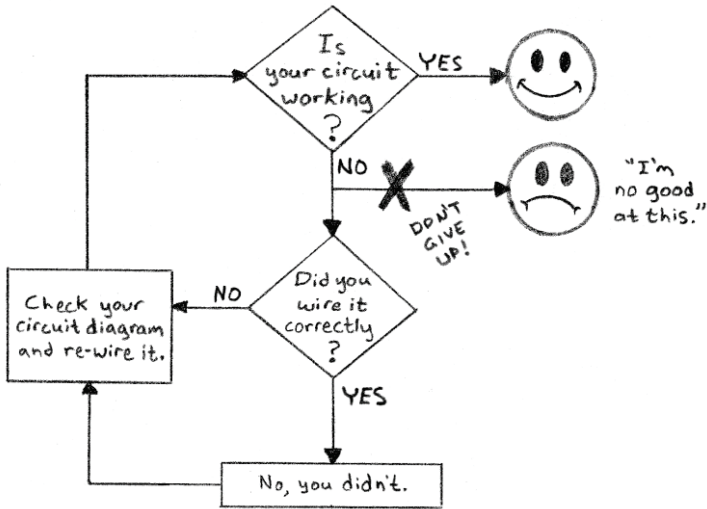 Is
your circuit
working
?
YES
NO
"I'm
no good
at this."
DON'T
GIVE
UP!
Did you
wire it
correctly
?
NO
Check your
circuit diagram
and re-wire it.
YES
No, you didn't.